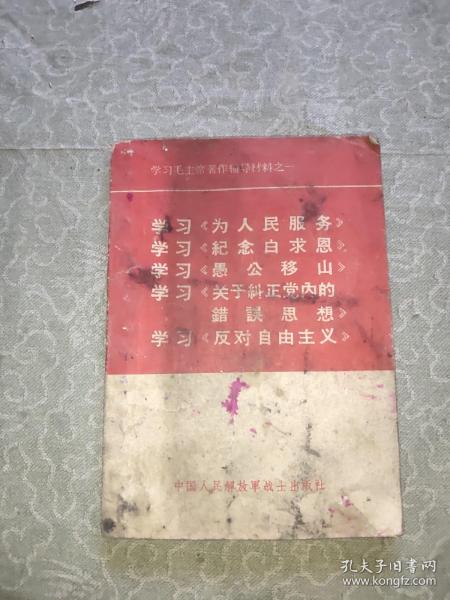 学习毛主席著作辅导材料之一
学习《为人民服务》
学习《紀念白求恩》
学习《愚公移山》
学习《关于糾正党內的
錯誤思想》
学习《反对自由主义》
中国人民解放軍战士出版社
孔夫子旧书网
www.kongfz.com